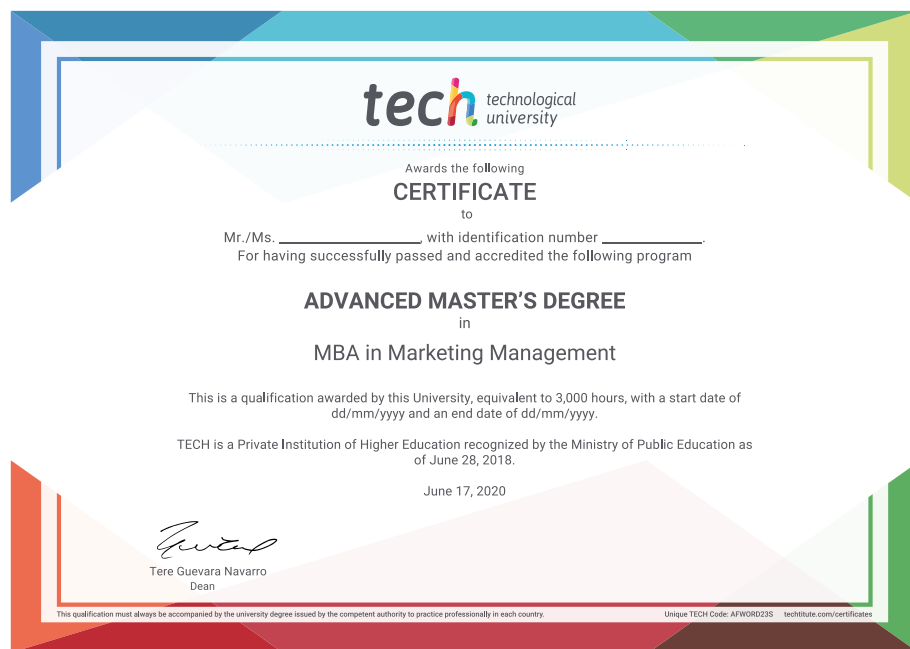 tech technological
university
Awards the following
CERTIFICATE
to
Mr./Ms. ____________________, with identification number ______________.
For having successfully passed and accredited the following program
ADVANCED MASTER’S DEGREE
in
MBA in Marketing Management
This is a qualification awarded by this University, equivalent to 3,000 hours, with a start date of
dd/mm/yyyy and an end date of dd/mm/yyyy.
TECH is a Private Institution of Higher Education recognized by the Ministry of Public Education as
of June 28, 2018.
June 17, 2020
Tere Guevara Navarro
Dean
This qualification must always be accompanied by the university degree issued by the competent authority to practice professionally in each country. Unique TECH Code: AFWORD23S techtitute.com/certificates